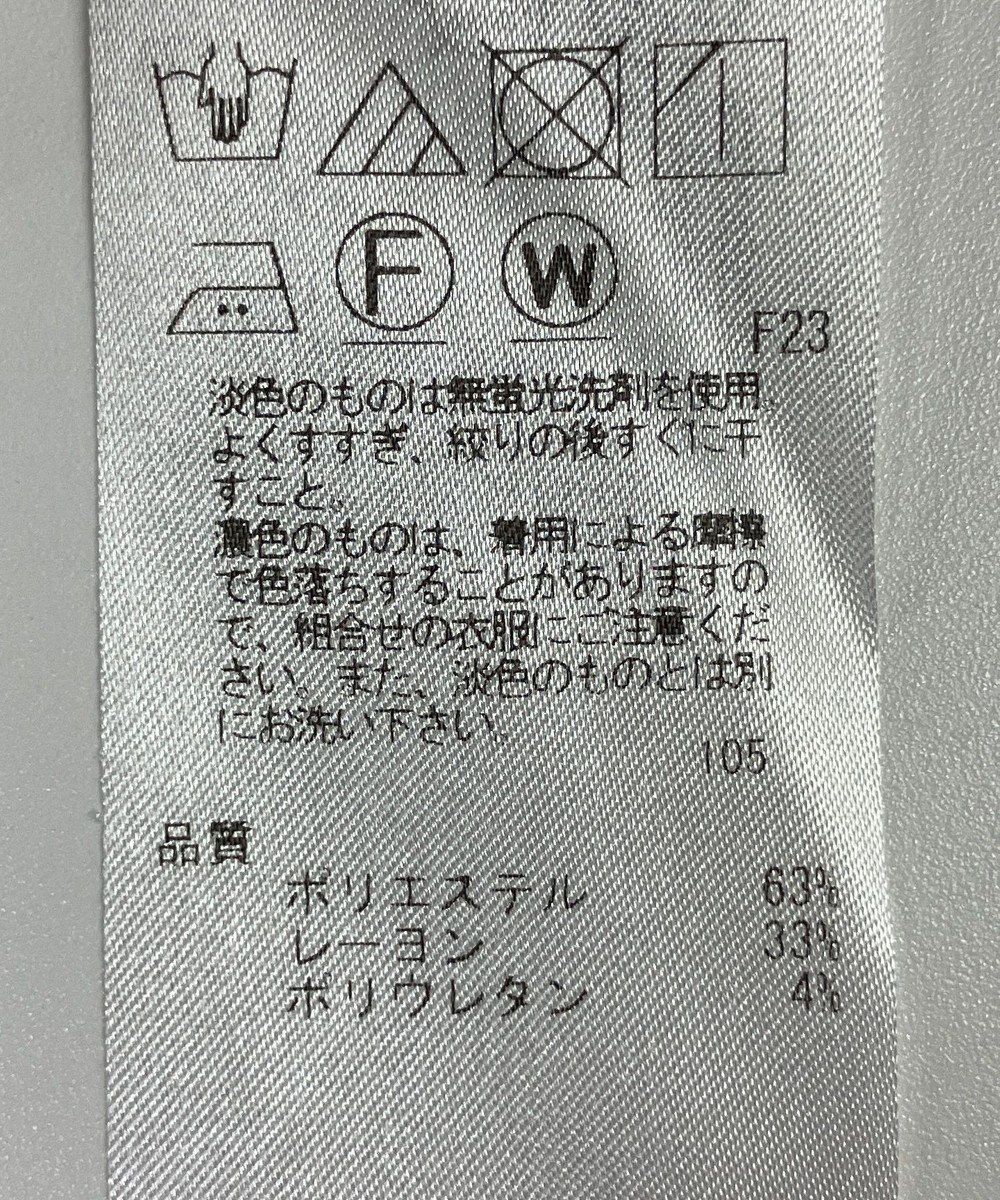 F W
F23
淡色のものは無蛍光洗剤を使用、
よくすすぎ、絞りの後すぐに干
すこと。
濃色のものは、着用による摩擦
で色落ちすることがありますの
で、組合せの衣服にご注意くだ
さい。また、淡色のものとは別
にお洗い下さい。
105
品質
ポリエステル 63%
レーヨン 33%
ポリウレタン 4%